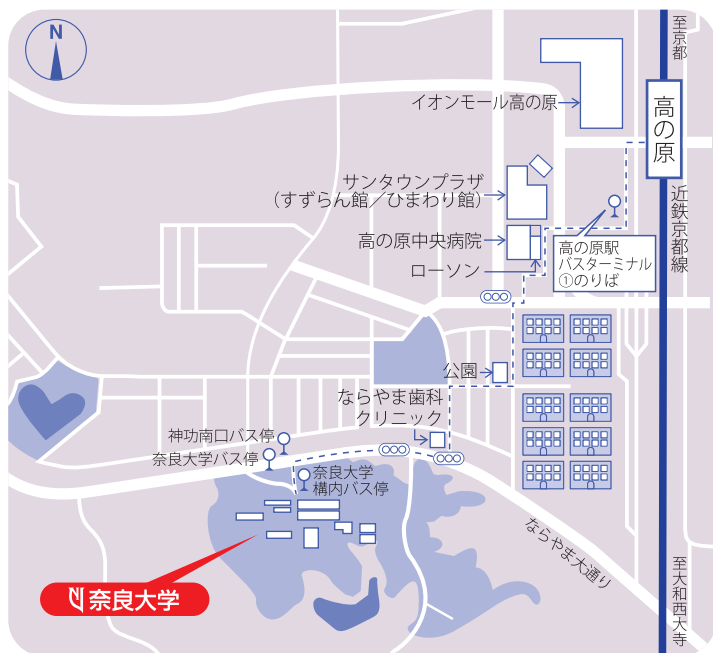 N
至京都
イオンモール高の原
高の原
サンタウンプラザ
（すずらん館／ひまわり館）
近鉄京都線
高の原中央病院
高の原駅
バスターミナル
①のりば
ローソン
公園
ならやま歯科
クリニック
神功南口バス停
奈良大学バス停
奈良大学
構内バス停
ならやま大通り
至大和西大寺
奈良大学